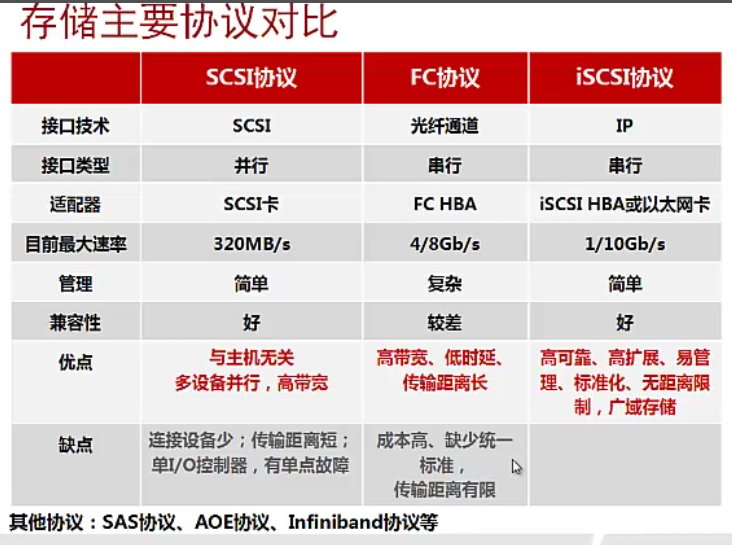 存储主要协议对比
SCSI协议 FC协议 iSCSI协议
接口技术 SCSI 光纤通道 IP
接口类型 并行 串行 串行
适配器 SCSI卡 FC HBA iSCSI HBA或以太网卡
目前最大速率 320MB/s 4/8Gb/s 1/10Gb/s
管理 简单 复杂 简单
兼容性 好 较差 好
优点
与主机无关
多设备并行，高带宽
高带宽、低时延、
传输距离长
高可靠、高扩展、易管
理、标准化、无距离限
制，广域存储
缺点
连接设备少；传输距离短；
单I/O控制器，有单点故障
成本高、缺少统一
标准，
传输距离有限
其他协议：SAS协议、AOE协议、Infiniband协议等